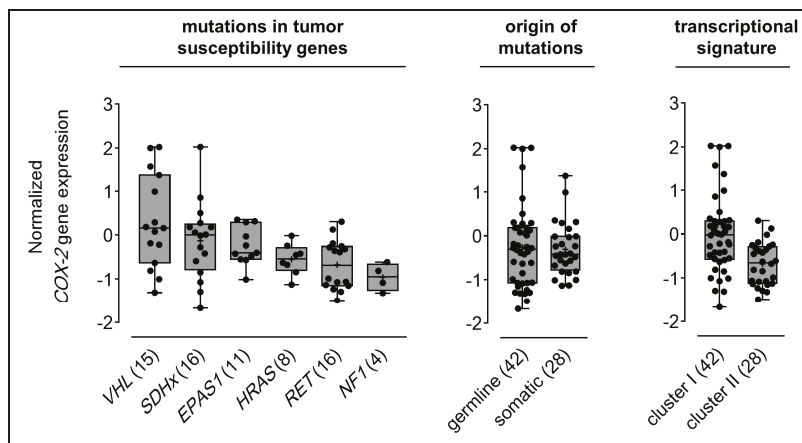 mutations in tumor
susceptibility genes
origin of
mutations
transcriptional
signature
Normalized
COX-2 gene expression
3
2
1
0
-1
-2
VHL (15)
SDHx (16)
EPAS1 (11)
HRAS (8)
RET (16)
NF1 (4)
3
2
1
0
-1
-2
germline (42)
somatic (28)
3
2
1
0
-1
-2
cluster I (42)
cluster II (28)